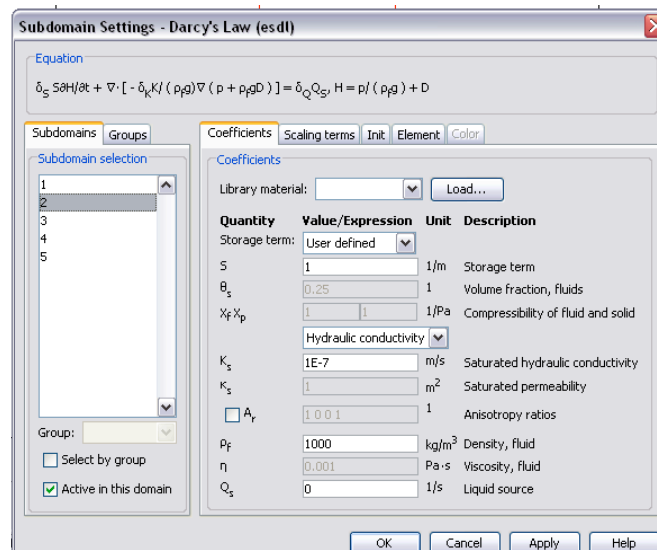 Subdomain Settings - Darcy's Law (esdl)
Equation
δS S∂H/∂t + ∇·[ - δKK/( ρfg)∇( p + ρfgD ) ] = δQQS, H = p/( ρfg ) + D
Subdomains Groups
Subdomain selection
1
2
3
4
5
Group:
Select by group
Active in this domain
Coefficients Scaling terms Init Element Color
Coefficients
Library material: Load...
Quantity Value/Expression Unit Description
Storage term: User defined
S 1 1/m Storage term
θs 0.25 1 Volume fraction, fluids
χf χp 1 1 1/Pa Compressibility of fluid and solid
Hydraulic conductivity
Ks 1E-7 m/s Saturated hydraulic conductivity
κs 1 m² Saturated permeability
Ar 1 0 0 1 1 Anisotropy ratios
ρf 1000 kg/m³ Density, fluid
η 0.001 Pa·s Viscosity, fluid
Qs 0 1/s Liquid source
OK Cancel Apply Help